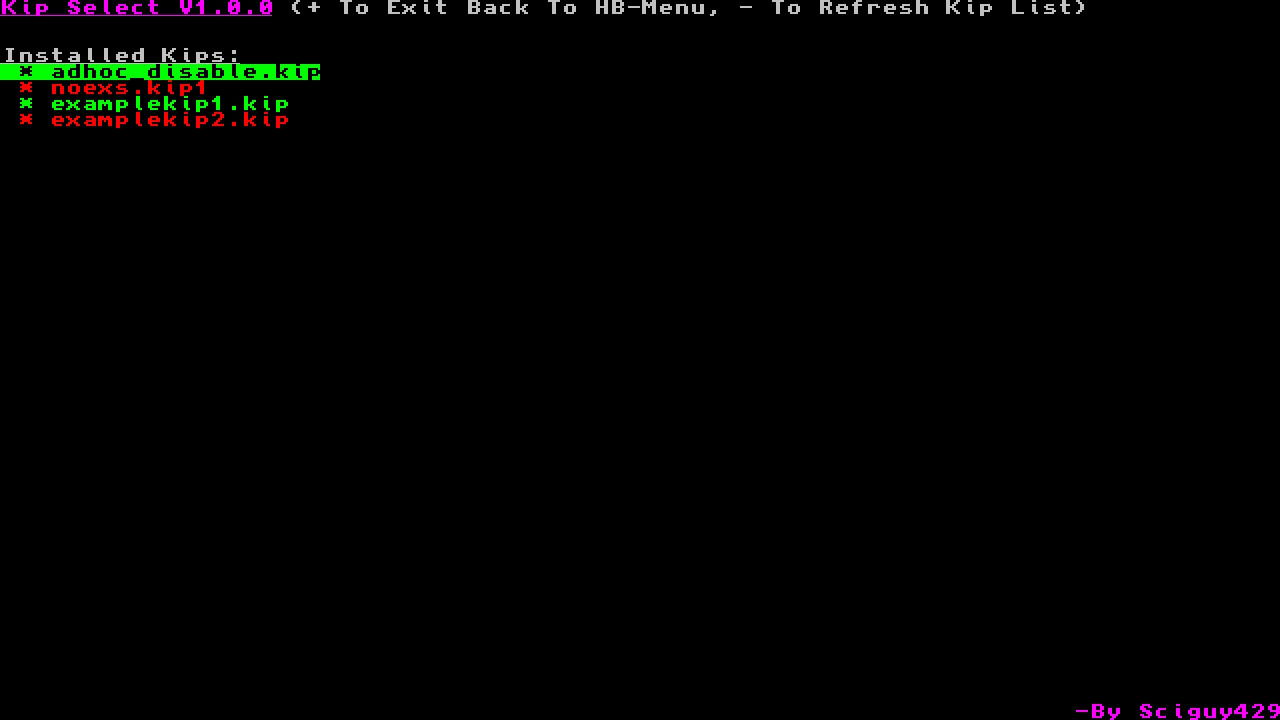 Kip Select V1.0.0 (+ To Exit Back To HB-Menu, - To Refresh Kip List)
Installed Kips:
* adhoc_disable.kip
* noexs.kip1
* examplekip1.kip
* examplekip2.kip
-By Sciguy429